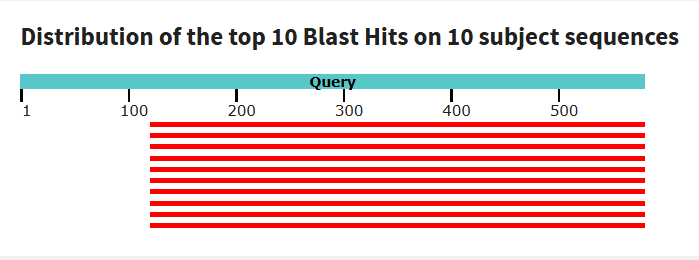 Distribution of the top 10 Blast Hits on 10 subject sequences
Query
1 100 200 300 400 500